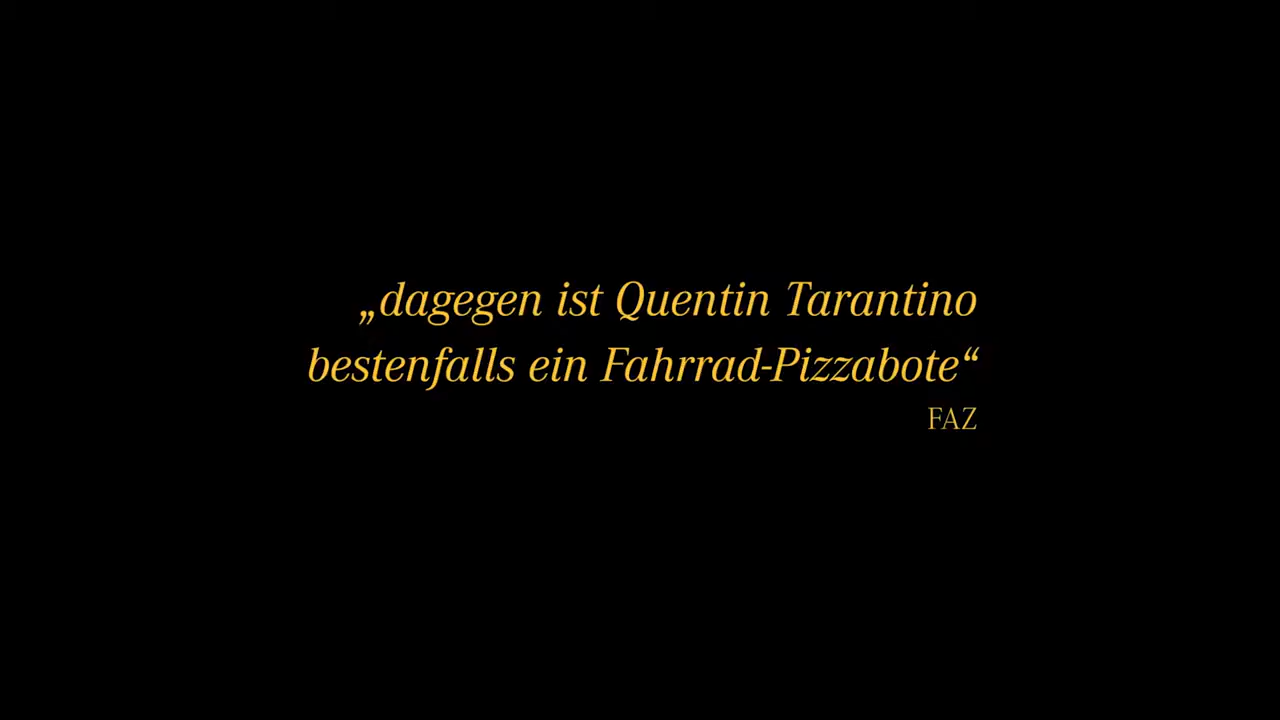 „dagegen ist Quentin Tarantino
bestenfalls ein Fahrrad-Pizzabote“
FAZ